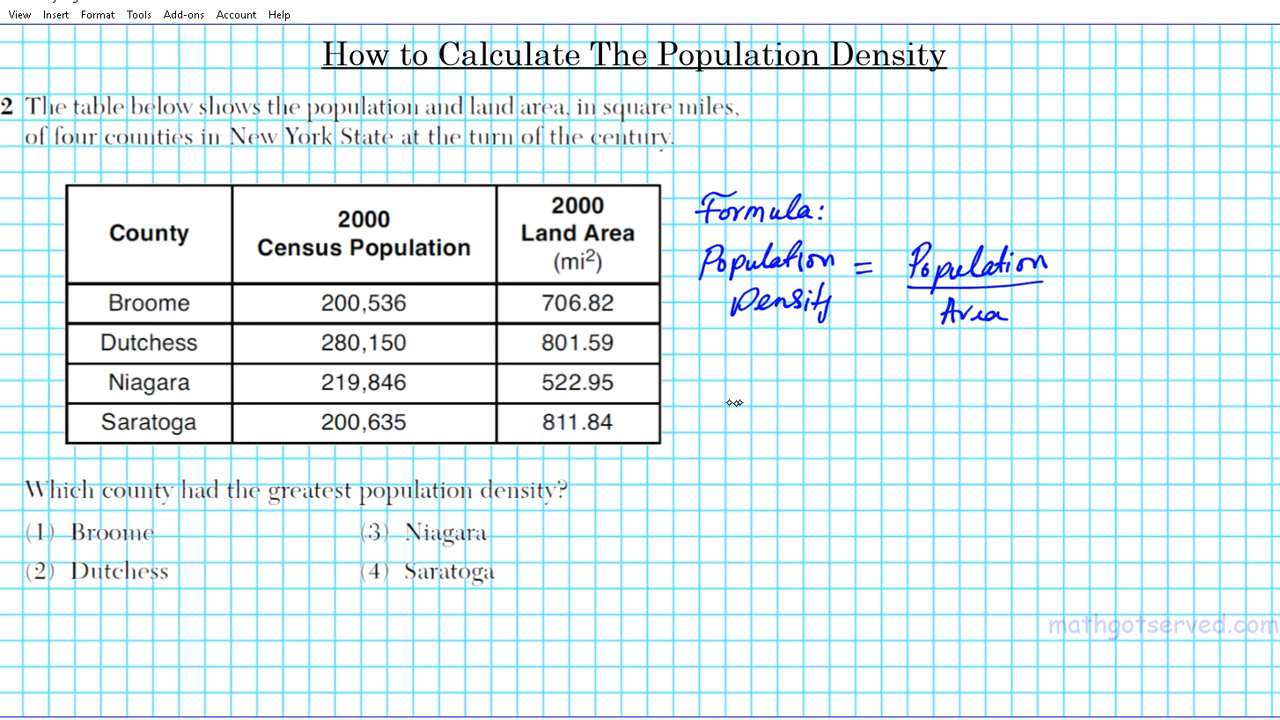 View Insert Format Tools Add-ons Account Help
How to Calculate The Population Density
2 The table below shows the population and land area, in square miles,
of four counties in New York State at the turn of the century.
County 2000 Census Population 2000 Land Area (mi²)
Broome 200,536 706.82
Dutchess 280,150 801.59
Niagara 219,846 522.95
Saratoga 200,635 811.84
Formula:
Population Density = Population / Area
Which county had the greatest population density?
(1) Broome (3) Niagara
(2) Dutchess (4) Saratoga
mathgotserved.com